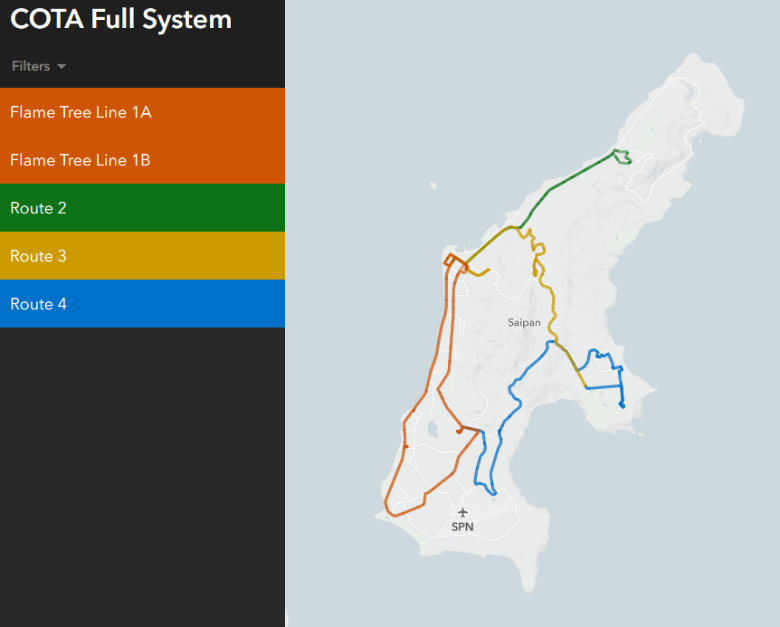 COTA Full System
Filters
Flame Tree Line 1A
Flame Tree Line 1B
Route 2
Route 3
Route 4
Saipan
SPN